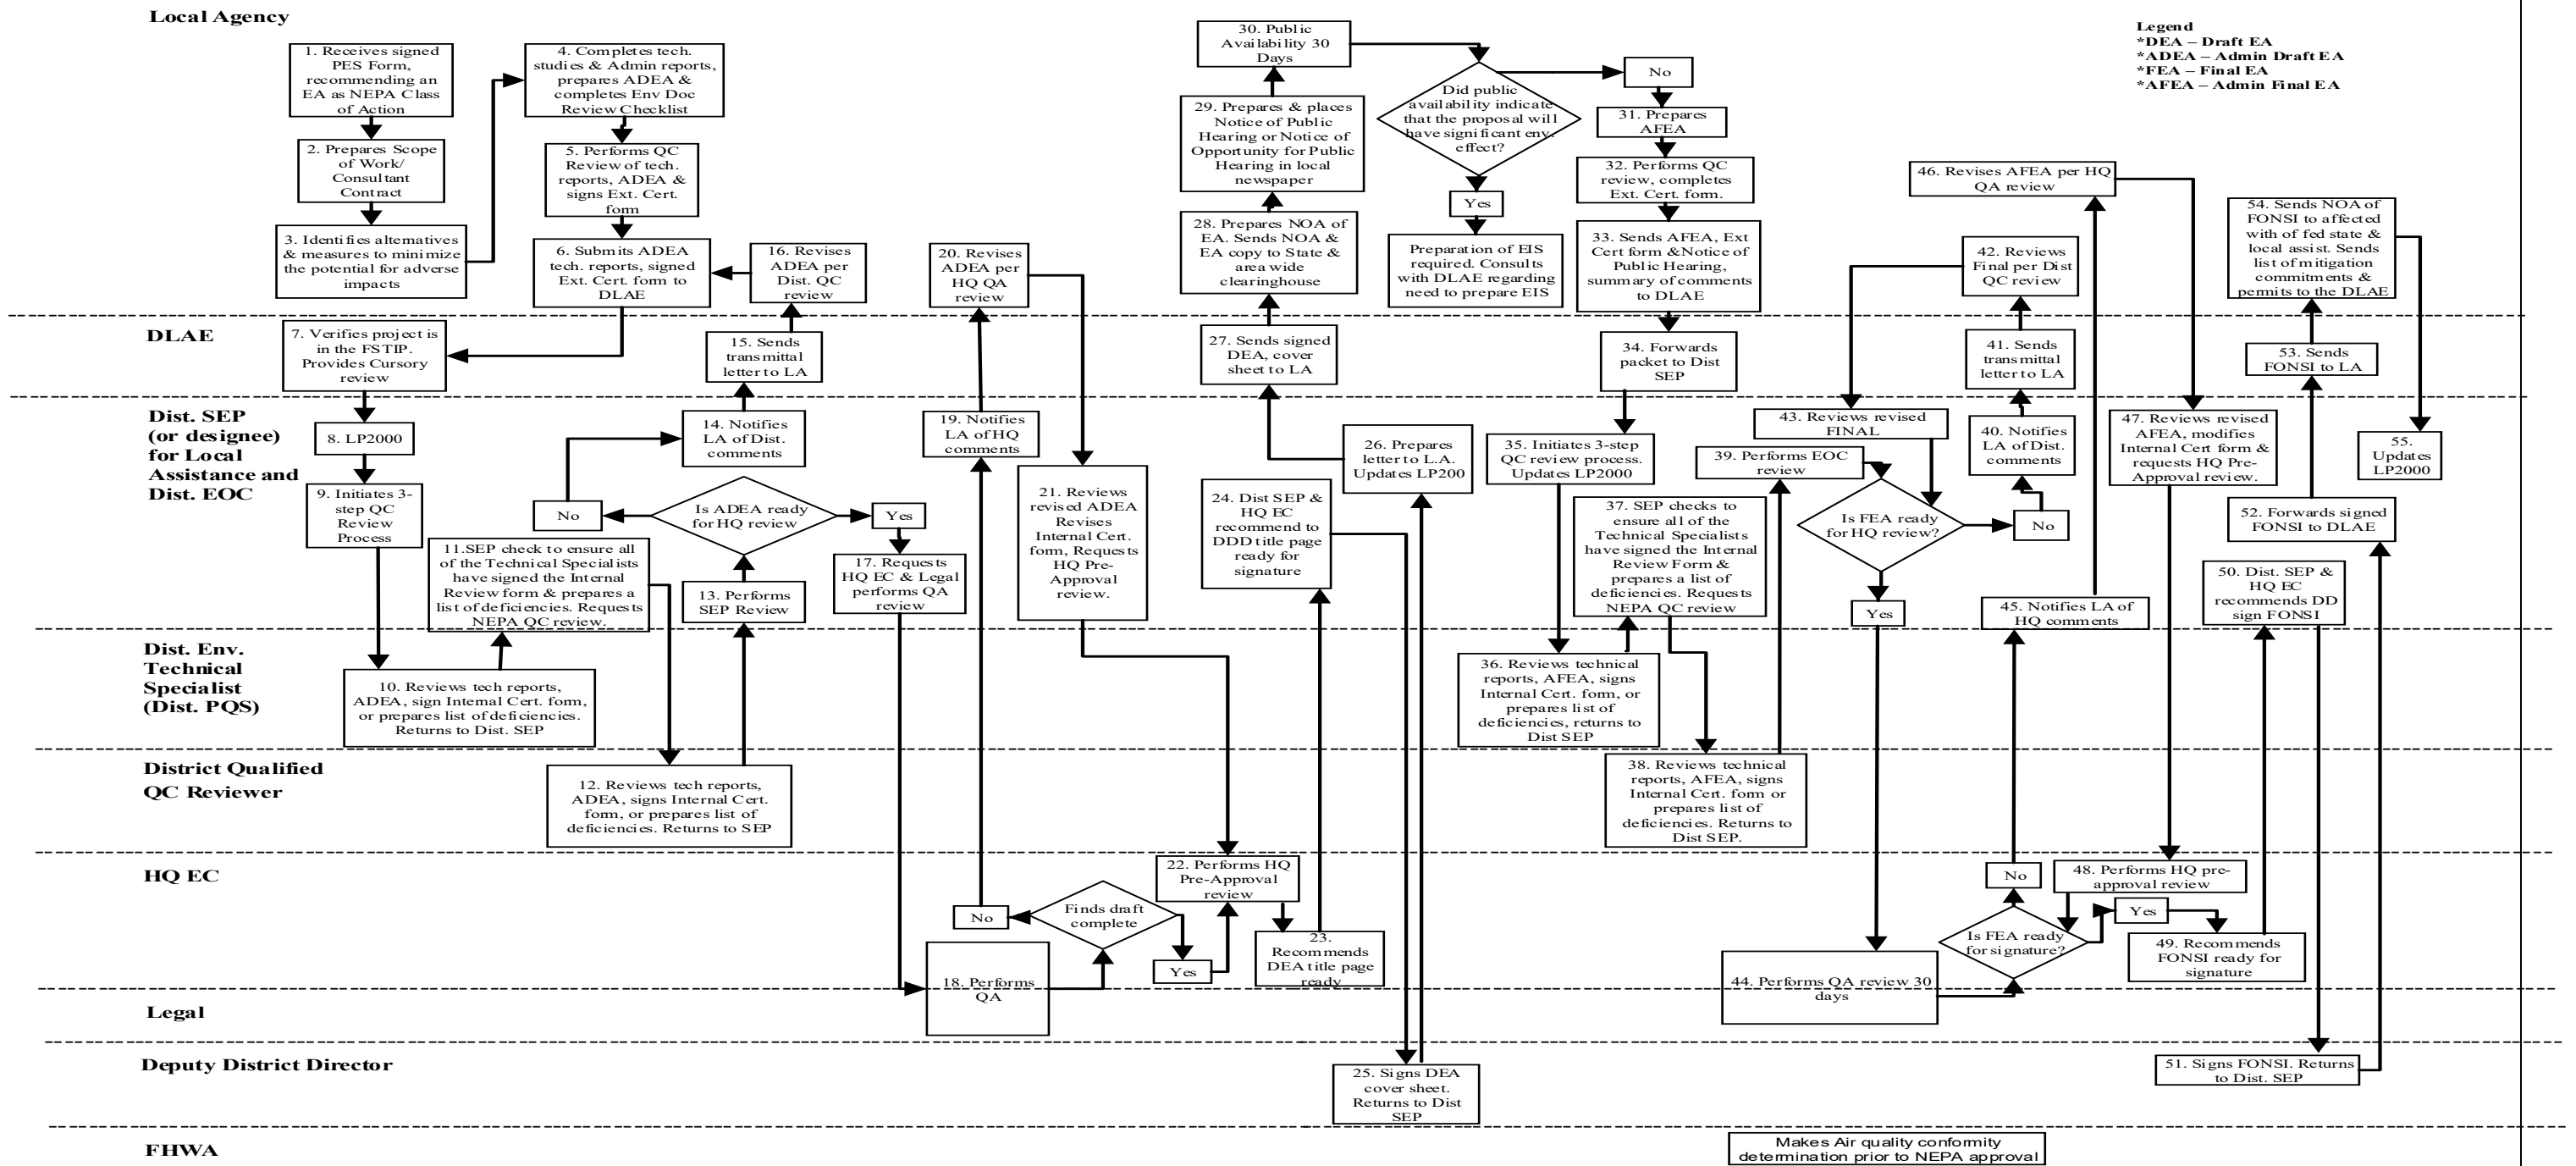 Local Agency
Legend
*DEA – Draft EA
*ADEA – Admin Draft EA
*FEA – Final EA
*AFEA – Admin Final EA
1. Receives signed
PES Form,
recommending an
EA as NEPA Class
of Action
2. Prepares Scope
of Work/
Consultant
Contract
3. Identifies alternatives
& measures to minimize
the potential for adverse
impacts
4. Completes tech.
studies & Admin reports,
prepares ADEA &
completes Env Doc
Review Checklist
5. Performs QC
Review of tech.
reports, ADEA &
signs Ext. Cert.
form
6. Submits ADEA
tech. reports, signed
Ext. Cert. form to
DLAE
16. Revises
ADEA per
Dist. QC
review
20. Revises
ADEA per
HQ QA
review
30. Public
Availability 30
Days
29. Prepares & places
Notice of Public
Hearing or Notice of
Opportunity for Public
Hearing in local
newspaper
28. Prepares NOA of
EA. Sends NOA &
EA copy to State &
area wide
clearinghouse
Did public
availability indicate
that the proposal will
have significant env.
effect?
No
Yes
Preparation of EIS
required. Consults
with DLAE regarding
need to prepare EIS
31. Prepares
AFEA
32. Performs QC
review, completes
Ext. Cert. form.
33. Sends AFEA, Ext
Cert form &Notice of
Public Hearing,
summary of comments
to DLAE
46. Revises AFEA per HQ
QA review
42. Reviews
Final per Dist
QC review
54. Sends NOA of
FONSI to affected
with of fed state &
local assist. Sends
list of mitigation
commitments &
permits to the DLAE
DLAE
7. Verifies project is
in the FSTIP.
Provides Cursory
review
15. Sends
transmittal
letter to LA
27. Sends signed
DEA, cover
sheet to LA
34. Forwards
packet to Dist
SEP
41. Sends
transmittal
letter to LA
53. Sends
FONSI to LA
Dist. SEP
(or designee)
for Local
Assistance and
Dist. EOC
8. LP2000
9. Initiates 3-
step QC
Review
Process
14. Notifies
LA of Dist.
comments
No
Is ADEA ready
for HQ review
Yes
11.SEP check to ensure all
of the Technical Specialists
have signed the Internal
Review form & prepares a
list of deficiencies. Requests
NEPA QC review.
13. Performs
SEP Review
17. Requests
HQ EC & Legal
performs QA
review
19. Notifies
LA of HQ
comments
21. Reviews
revised ADEA
Revises
Internal Cert.
form, Requests
HQ Pre-
Approval
review.
24. Dist SEP &
HQ EC
recommend to
DDD title page
ready for
signature
26. Prepares
letter to L.A.
Updates LP200
35. Initiates 3-step
QC review process.
Updates LP2000
37. SEP checks to
ensure all of the
Technical Specialists
have signed the Internal
Review Form &
prepares a list of
deficiencies. Requests
NEPA QC review
43. Reviews revised
FINAL
39. Performs EOC
review
Is FEA ready
for HQ review?
No
Yes
40. Notifies
LA of Dist.
comments
45. Notifies LA of
HQ comments
47. Reviews revised
AFEA, modifies
Internal Cert form &
requests HQ Pre-
Approval review.
55.
Updates
LP2000
52. Forwards signed
FONSI to DLAE
50. Dist. SEP &
HQ EC
recommends DD
sign FONSI
Dist. Env.
Technical
Specialist
(Dist. PQS)
10. Reviews tech reports,
ADEA, sign Internal Cert. form,
or prepares list of deficiencies.
Returns to Dist. SEP
36. Reviews technical
reports, AFEA, signs
Internal Cert. form, or
prepares list of
deficiencies, returns to
Dist SEP
District Qualified
QC Reviewer
12. Reviews tech reports,
ADEA, signs Internal Cert.
form, or prepares list of
deficiencies. Returns to SEP
38. Reviews technical
reports, AFEA, signs
Internal Cert. form or
prepares list of
deficiencies. Returns to
Dist SEP.
HQ EC
No
Finds draft
complete
Yes
18. Performs
QA
22. Performs HQ
Pre-Approval
review
23.
Recommends
DEA title page
ready
44. Performs QA review 30
days
No
Is FEA ready
for signature?
Yes
48. Performs HQ pre-
approval review
49. Recommends
FONSI ready for
signature
Legal
Deputy District Director
25. Signs DEA
cover sheet.
Returns to Dist
SEP
51. Signs FONSI. Returns
to Dist. SEP
FHWA
Makes Air quality conformity
determination prior to NEPA approval